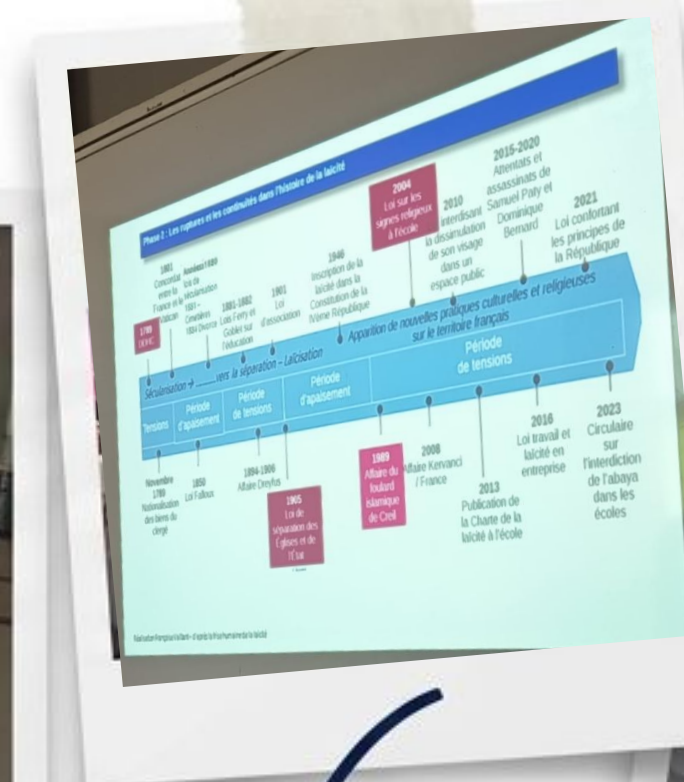 Phase 2 : Les ruptures et les continuités dans l'histoire de la laïcité
1789
DDHC
1801
Concordat
entre la
France et le
Vatican
Années 1880
lois de
sécularisation
1881 –
Cimetières
1884 Divorce
1881-1882
Lois Ferry et
Goblet sur
l'éducation
1901
Loi
d'association
1946
Inscription de la
laïcité dans la
Constitution de la
IVème République
2004
Loi sur les
signes religieux
à l'école
2010
interdisant
la dissimulation
de son visage
dans un
espace public
2015-2020
Attentats et
assassinats de
Samuel Paty et
Dominique
Bernard
2021
Loi confortant
les principes de
la République
Sécularisation → ..........vers la séparation – Laïcisation
Apparition de nouvelles pratiques culturelles et religieuses
sur le territoire français
Tensions
Période
d'apaisement
Période
de tensions
Période
d'apaisement
Période
de tensions
Novembre
1789
Nationalisation
des biens du
clergé
1850
Loi Falloux
1894-1906
Affaire Dreyfus
1905
Loi de
séparation des
Églises et de
l'État
1989
Affaire du
foulard
islamique
de Creil
2008
Affaire Kervanci
/ France
2013
Publication de
la Charte de la
laïcité à l'école
2016
Loi travail et
laïcité en
entreprise
2023
Circulaire
sur
l'interdiction
de l'abaya
dans les
écoles